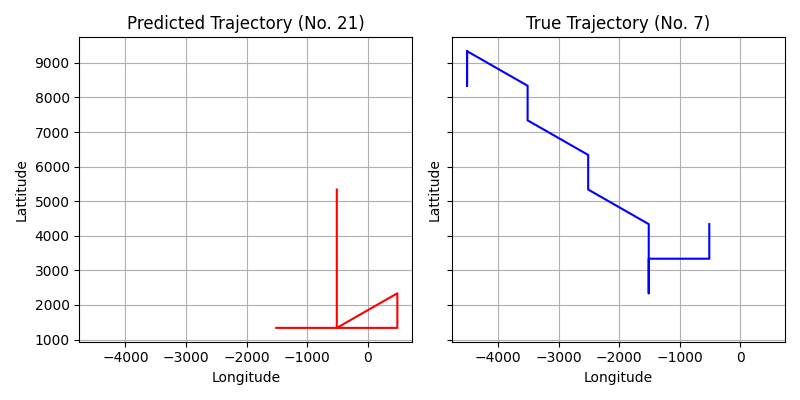 Predicted Trajectory (No. 21)
True Trajectory (No. 7)
Lattitude
9000
8000
7000
6000
5000
4000
3000
2000
1000
−4000 −3000 −2000 −1000 0
Longitude
Lattitude
−4000 −3000 −2000 −1000 0
Longitude